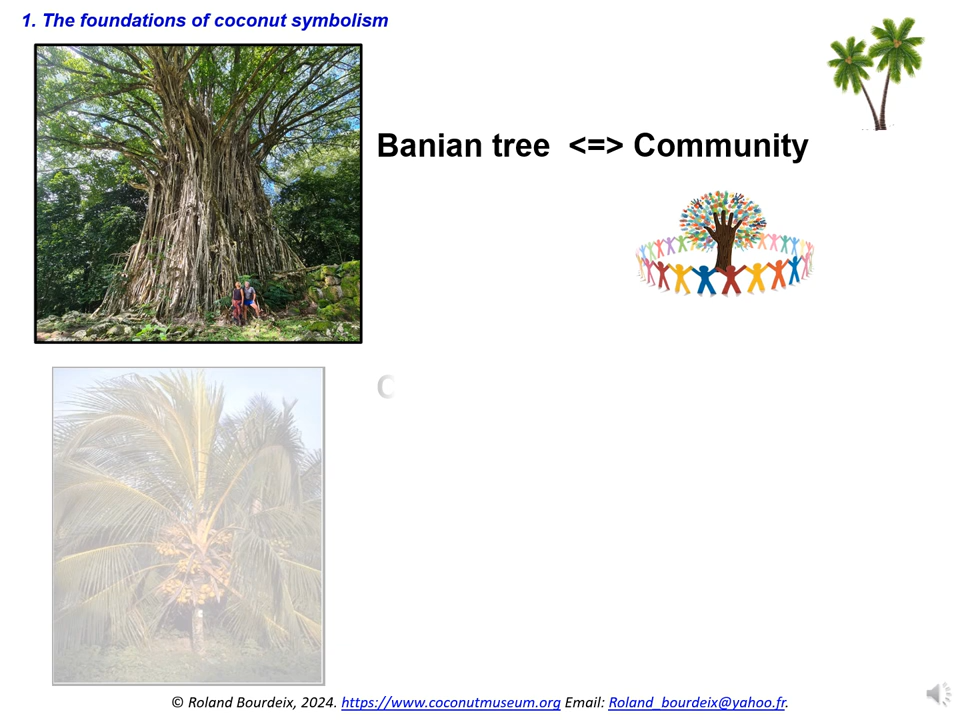 1. The foundations of coconut symbolism
Banian tree <=> Community
C
© Roland Bourdeix, 2024. https://www.coconutmuseum.org Email: Roland_bourdeix@yahoo.fr.